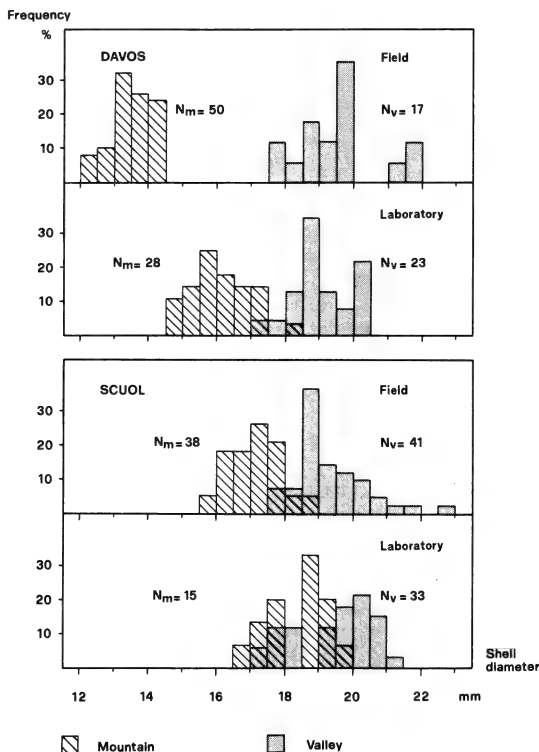 Frequency
%
DAVOS
Field
30
20
10
Nm= 50
Nv= 17
Laboratory
30
20
10
Nm= 28
Nv= 23
SCUOL
Field
30
20
10
Nm= 38
Nv= 41
Laboratory
30
20
10
Nm= 15
Nv= 33
Shell
diameter
12 14 16 18 20 22 mm
Mountain
Valley